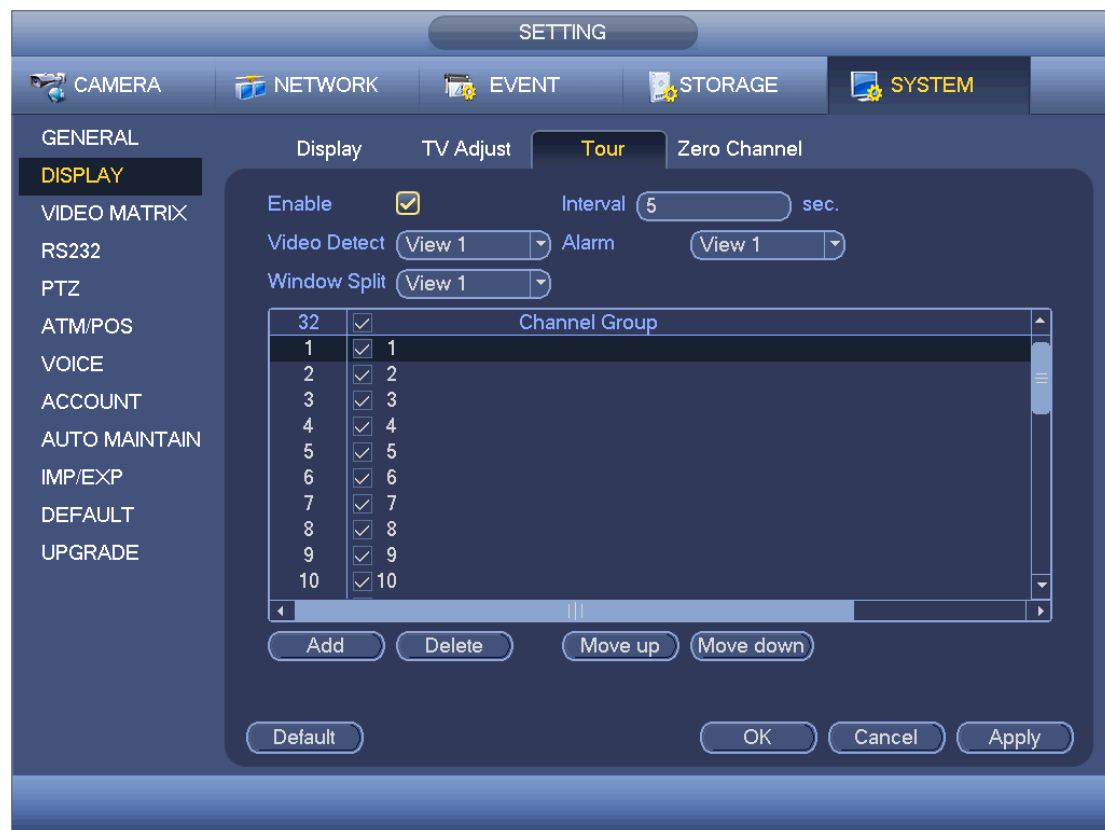 SETTING
CAMERA NETWORK EVENT STORAGE SYSTEM
GENERAL
DISPLAY
VIDEO MATRIX
RS232
PTZ
ATM/POS
VOICE
ACCOUNT
AUTO MAINTAIN
IMP/EXP
DEFAULT
UPGRADE
Display TV Adjust Tour Zero Channel
Enable Interval 5 sec.
Video Detect View 1 Alarm View 1
Window Split View 1
32 Channel Group
1 1
2 2
3 3
4 4
5 5
6 6
7 7
8 8
9 9
10 10
Add Delete Move up Move down
Default OK Cancel Apply